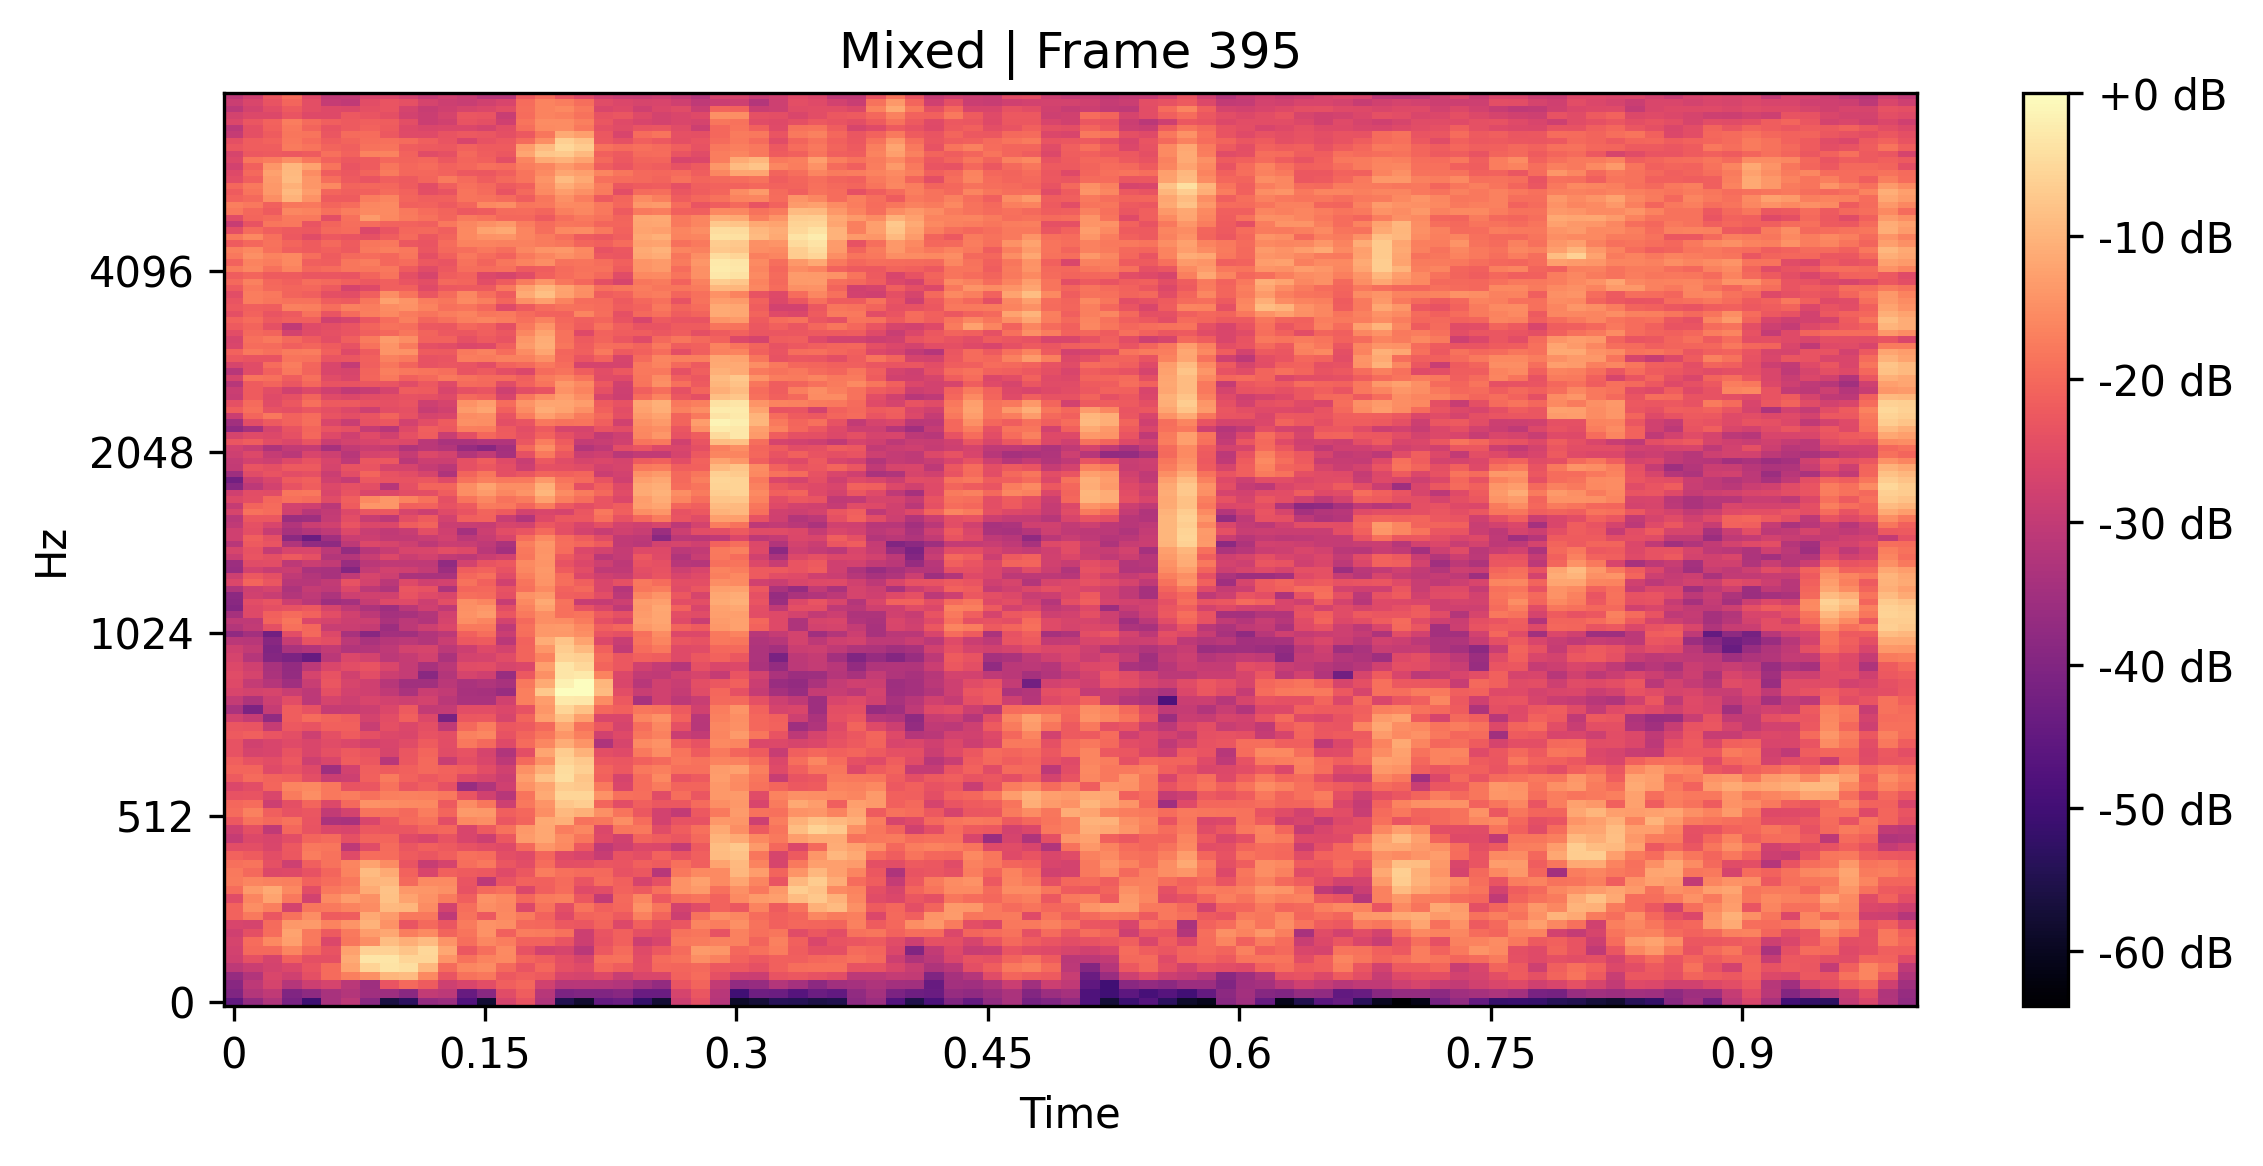 Mixed | Frame 395
+0 dB
-10 dB
-20 dB
-30 dB
-40 dB
-50 dB
-60 dB
4096
2048
1024
512
0
Hz
0 0.15 0.3 0.45 0.6 0.75 0.9
Time